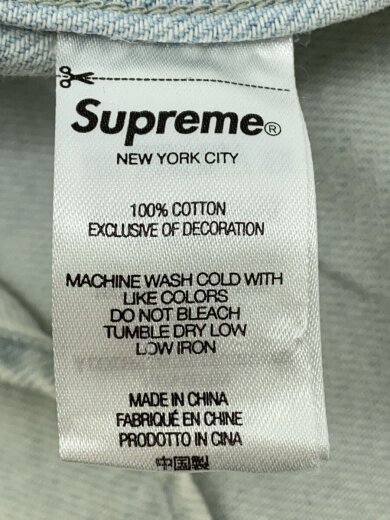 Supreme®
NEW YORK CITY
100% COTTON
EXCLUSIVE OF DECORATION
MACHINE WASH COLD WITH
LIKE COLORS
DO NOT BLEACH
TUMBLE DRY LOW
LOW IRON
MADE IN CHINA
FABRIQUÉ EN CHINE
PRODOTTO IN CINA
中国製